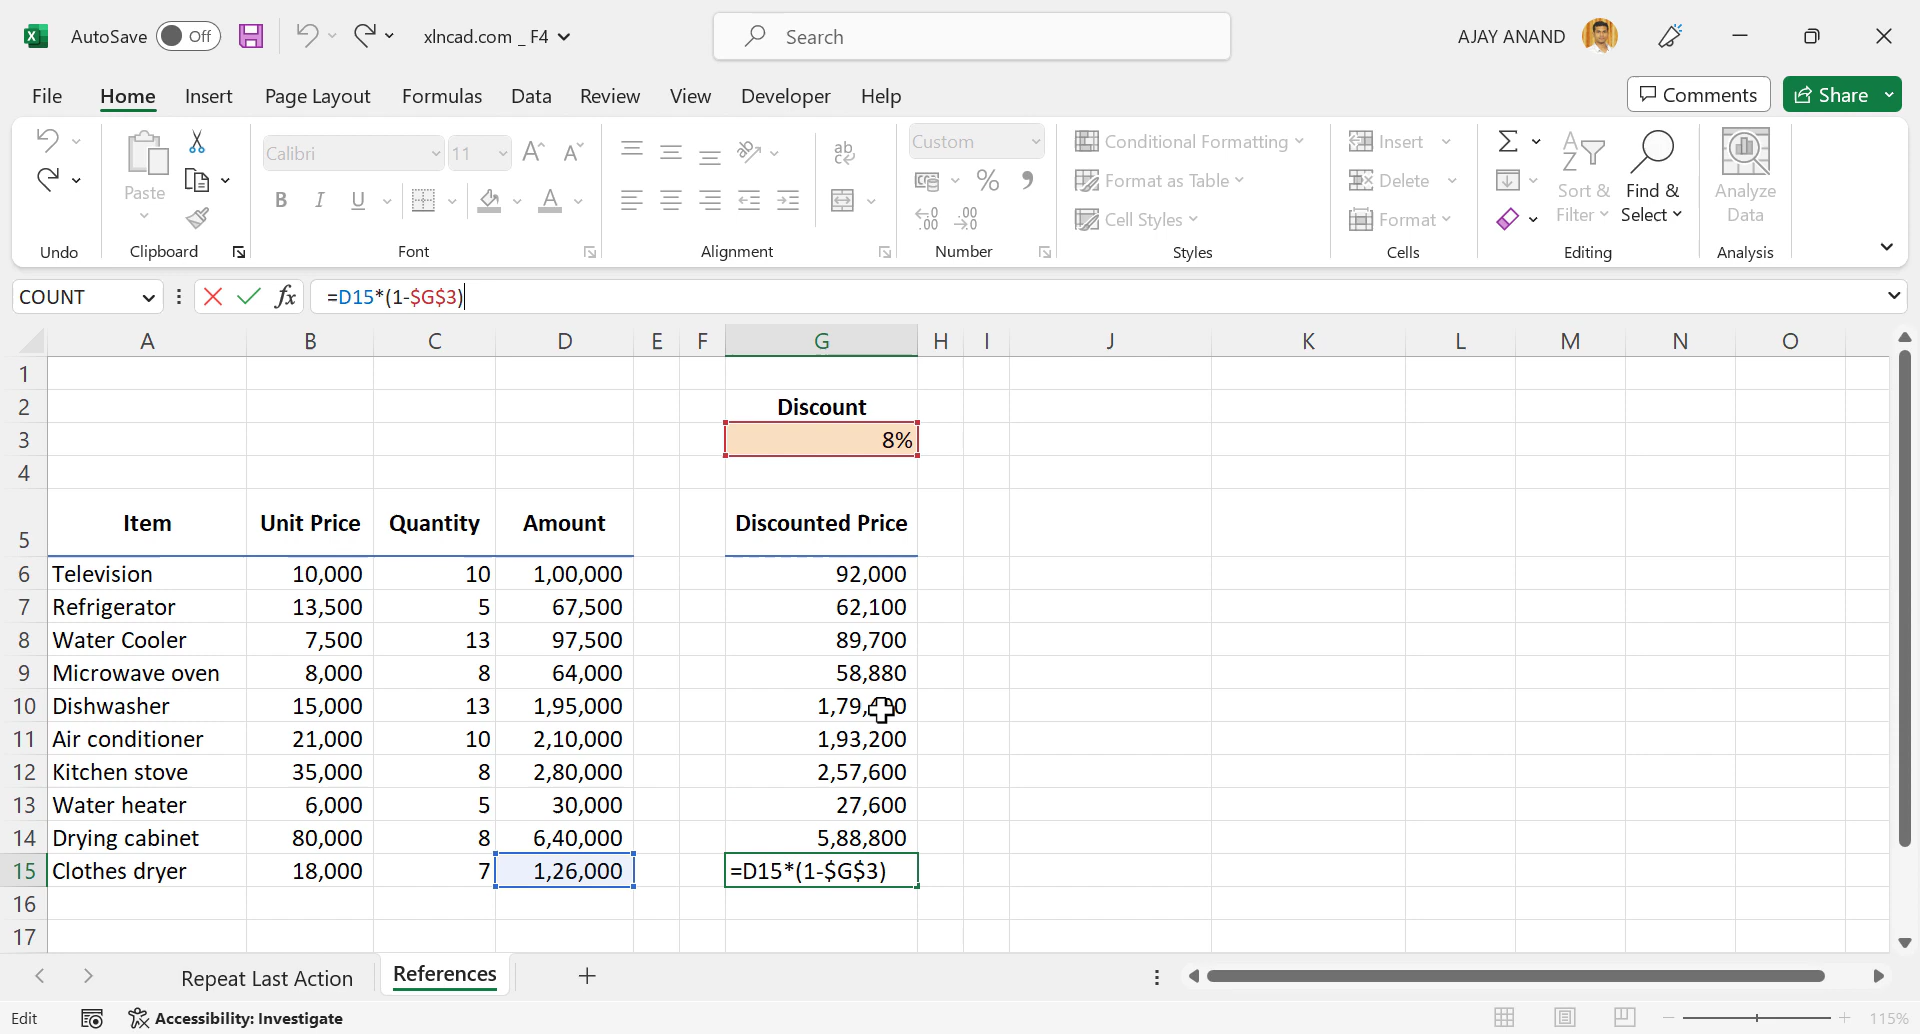 AutoSave Off xlncad.com _ F4 Search AJAY ANAND
File Home Insert Page Layout Formulas Data Review View Developer Help Comments Share
Calibri 11 Custom Conditional Formatting Insert
Paste Format as Table Delete Sort & Find & Analyze
B I U Cell Styles Format Filter Select Data
Undo Clipboard Font Alignment Number Styles Cells Editing Analysis
COUNT fx =D15*(1-$G$3)
A B C D E F G H I J K L M N O
1
2 Discount
3 8%
4
5 Item Unit Price Quantity Amount Discounted Price
6 Television 10,000 10 1,00,000 92,000
7 Refrigerator 13,500 5 67,500 62,100
8 Water Cooler 7,500 13 97,500 89,700
9 Microwave oven 8,000 8 64,000 58,880
10 Dishwasher 15,000 13 1,95,000
11 Air conditioner 21,000 10 2,10,000 1,93,200
12 Kitchen stove 35,000 8 2,80,000 2,57,600
13 Water heater 6,000 5 30,000 27,600
14 Drying cabinet 80,000 8 6,40,000 5,88,800
15 Clothes dryer 18,000 7 1,26,000 =D15*(1-$G$3)
16
17
Repeat Last Action References
Edit Accessibility: Investigate 115%